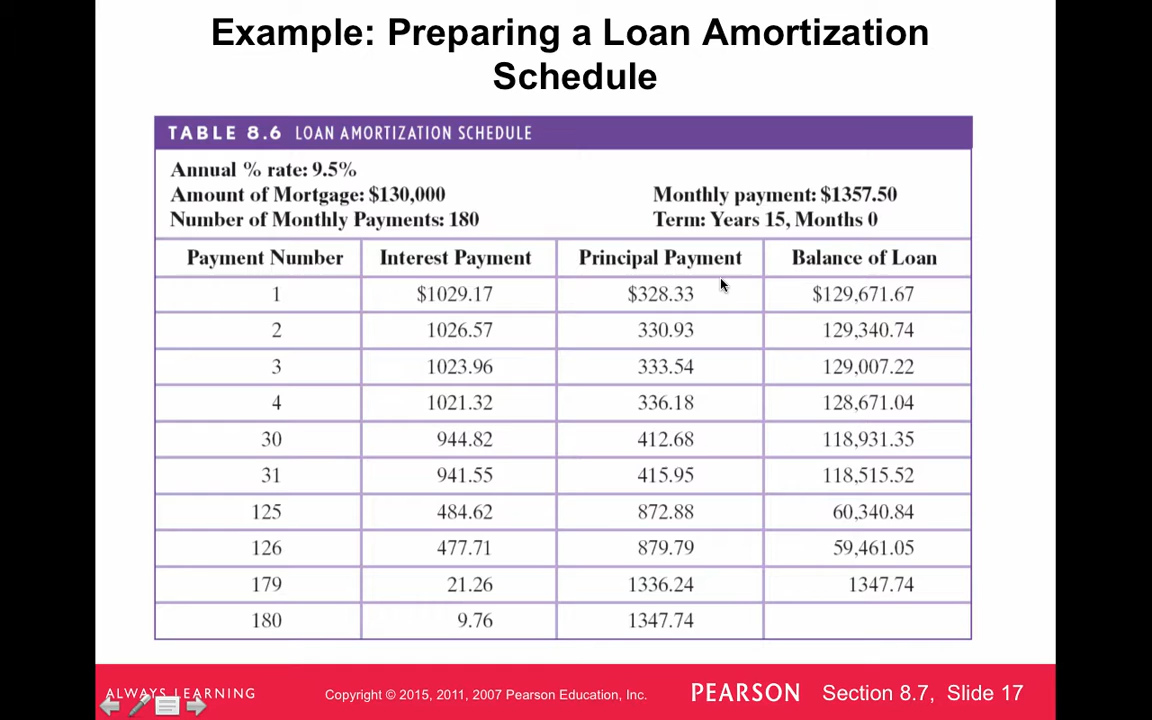 Example: Preparing a Loan Amortization
Schedule
TABLE 8.6 LOAN AMORTIZATION SCHEDULE
Annual % rate: 9.5%
Amount of Mortgage: $130,000 Monthly payment: $1357.50
Number of Monthly Payments: 180 Term: Years 15, Months 0
Payment Number Interest Payment Principal Payment Balance of Loan
1 $1029.17 $328.33 $129,671.67
2 1026.57 330.93 129,340.74
3 1023.96 333.54 129,007.22
4 1021.32 336.18 128,671.04
30 944.82 412.68 118,931.35
31 941.55 415.95 118,515.52
125 484.62 872.88 60,340.84
126 477.71 879.79 59,461.05
179 21.26 1336.24 1347.74
180 9.76 1347.74
ALWAYS LEARNING Copyright © 2015, 2011, 2007 Pearson Education, Inc. PEARSON Section 8.7, Slide 17